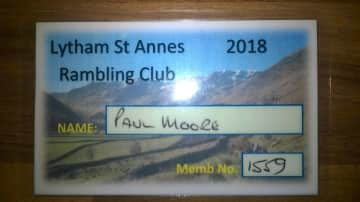 Lytham St Annes 2018
Rambling Club
NAME: PAUL MOORE
Memb No. 1559